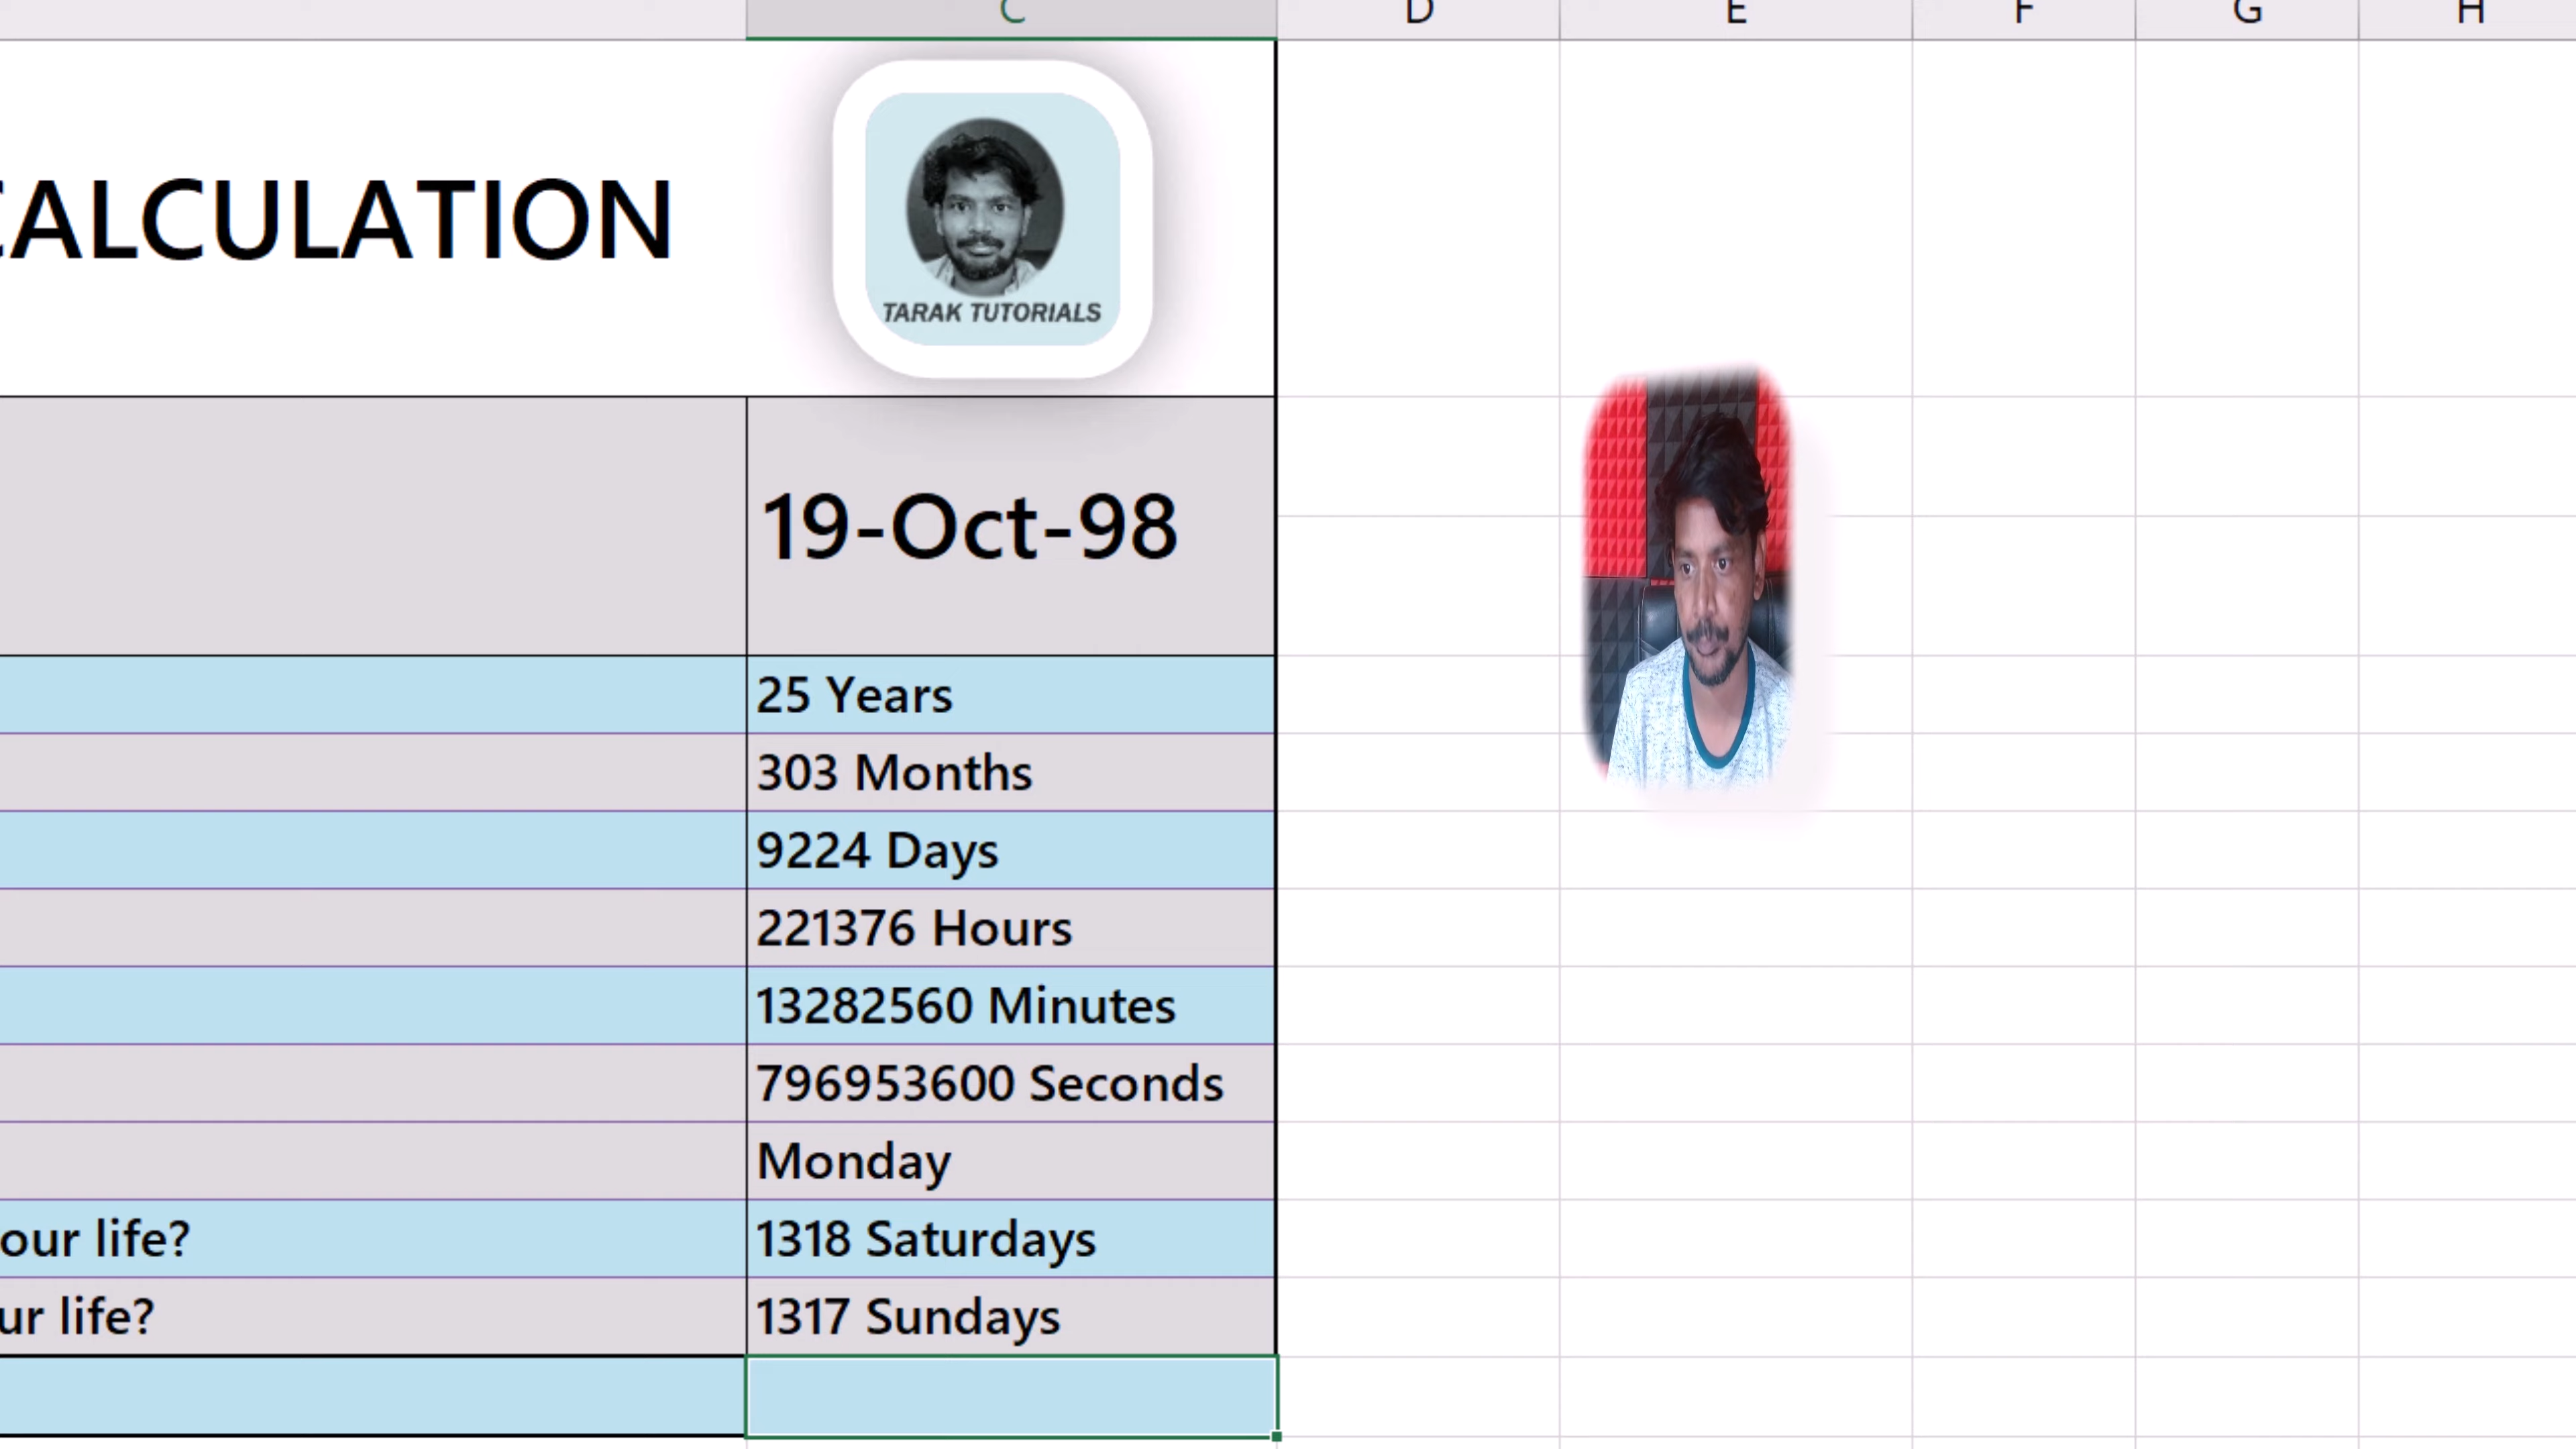 C D E F G H
CALCULATION
TARAK TUTORIALS
19-Oct-98
25 Years
303 Months
9224 Days
221376 Hours
13282560 Minutes
796953600 Seconds
Monday
our life? 1318 Saturdays
ur life? 1317 Sundays